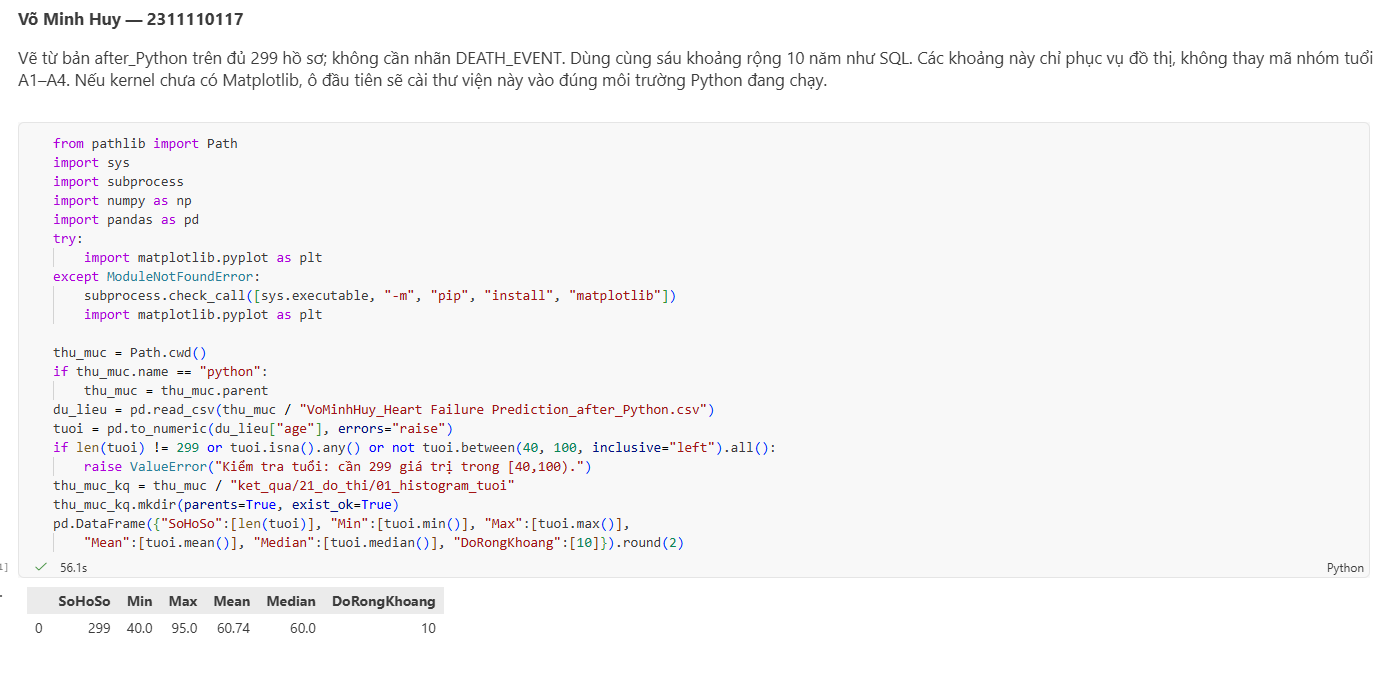 Võ Minh Huy — 2311110117
Vẽ từ bản after_Python trên đủ 299 hồ sơ; không cần nhãn DEATH_EVENT. Dùng cùng sáu khoảng rộng 10 năm như SQL. Các khoảng này chỉ phục vụ đồ thị, không thay mã nhóm tuổi
A1–A4. Nếu kernel chưa có Matplotlib, ô đầu tiên sẽ cài thư viện này vào đúng môi trường Python đang chạy.
from pathlib import Path
import sys
import subprocess
import numpy as np
import pandas as pd
try:
    import matplotlib.pyplot as plt
except ModuleNotFoundError:
    subprocess.check_call([sys.executable, "-m", "pip", "install", "matplotlib"])
    import matplotlib.pyplot as plt

thu_muc = Path.cwd()
if thu_muc.name == "python":
    thu_muc = thu_muc.parent
du_lieu = pd.read_csv(thu_muc / "VoMinhHuy_Heart Failure Prediction_after_Python.csv")
tuoi = pd.to_numeric(du_lieu["age"], errors="raise")
if len(tuoi) != 299 or tuoi.isna().any() or not tuoi.between(40, 100, inclusive="left").all():
    raise ValueError("Kiểm tra tuổi: cần 299 giá trị trong [40,100).")
thu_muc_kq = thu_muc / "ket_qua/21_do_thi/01_histogram_tuoi"
thu_muc_kq.mkdir(parents=True, exist_ok=True)
pd.DataFrame({"SoHoSo":[len(tuoi)], "Min":[tuoi.min()], "Max":[tuoi.max()],
    "Mean":[tuoi.mean()], "Median":[tuoi.median()], "DoRongKhoang":[10]}).round(2)
1] ✓ 56.1s Python
SoHoSo Min Max Mean Median DoRongKhoang
0 299 40.0 95.0 60.74 60.0 10